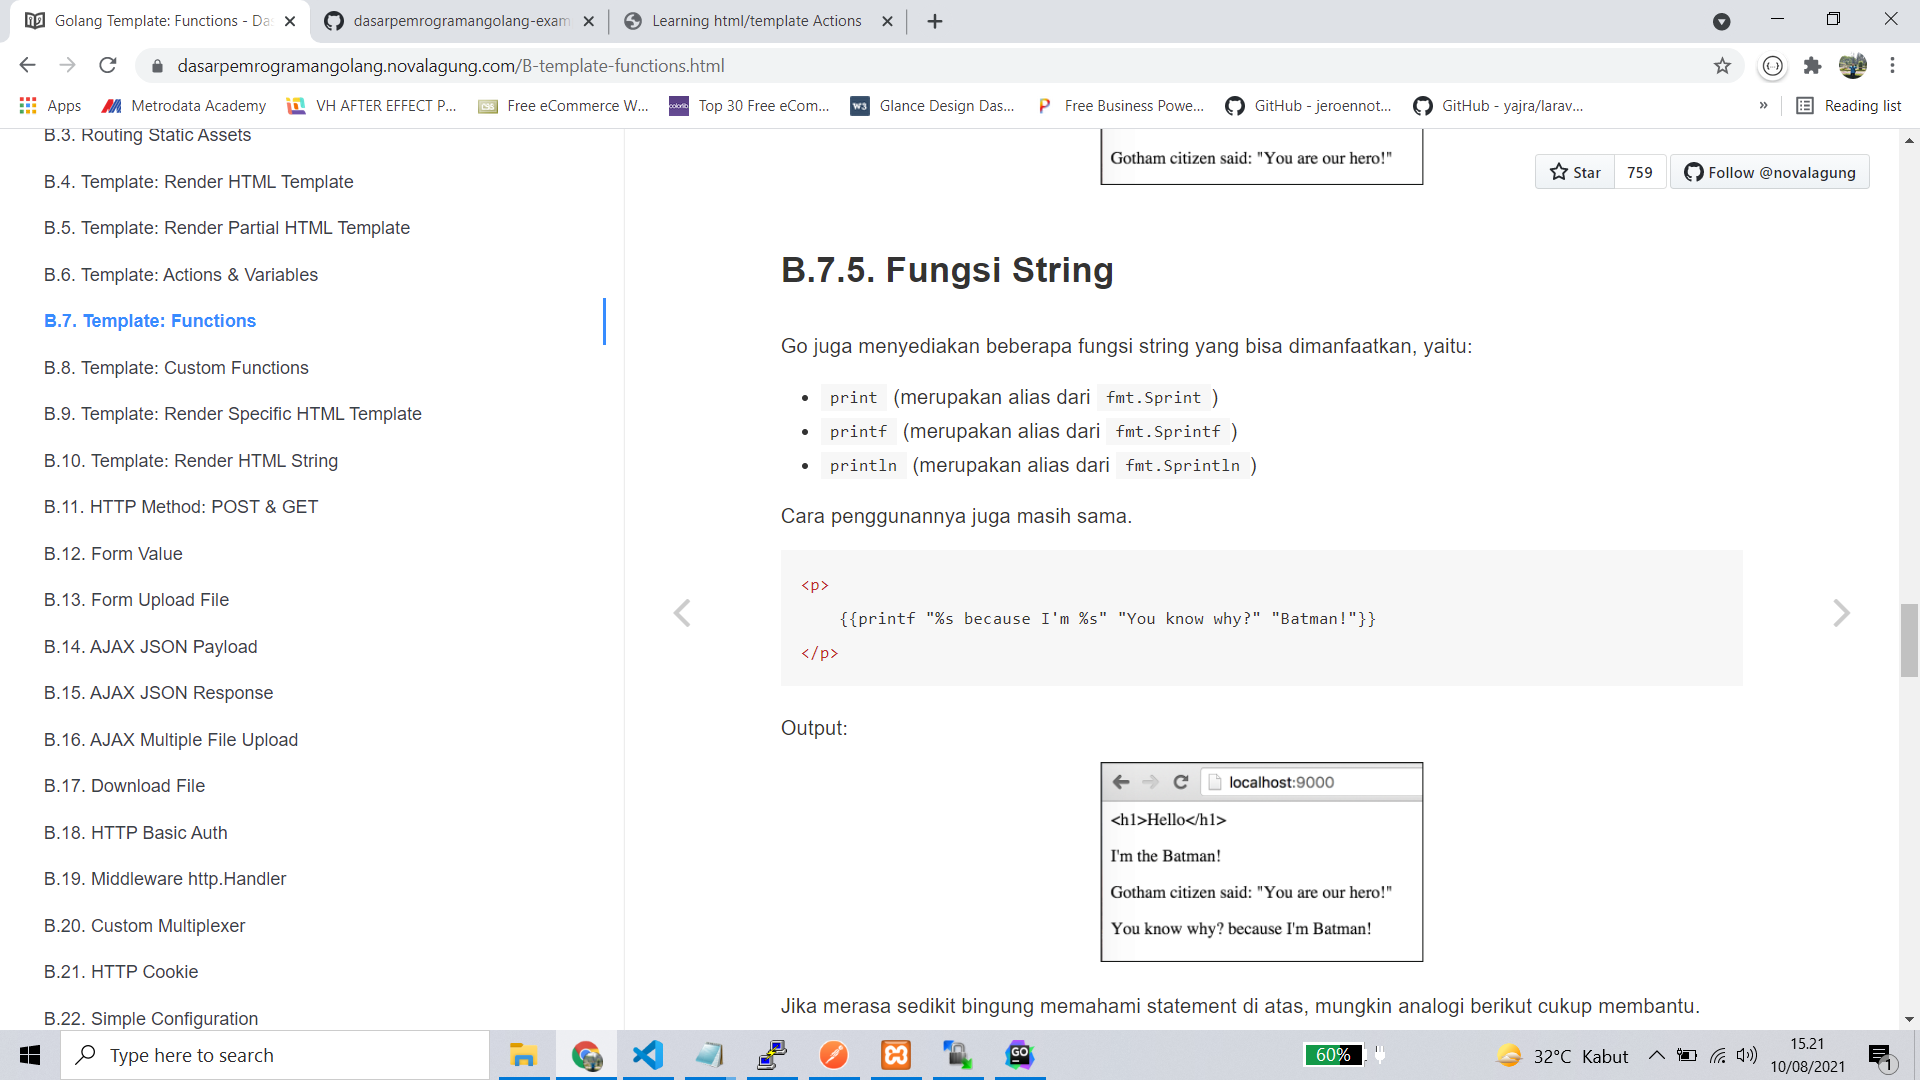 Golang Template: Functions - Da
dasarpemrogramangolang-exam
Learning html/template Actions
dasarpemrogramangolang.novalagung.com/B-template-functions.html
Apps
Metrodata Academy
VH AFTER EFFECT P...
Free eCommerce W...
Top 30 Free eCom...
Glance Design Das...
Free Business Powe...
GitHub - jeroennot...
GitHub - yajra/larav...
»
Reading list
B.3. Routing Static Assets
B.4. Template: Render HTML Template
B.5. Template: Render Partial HTML Template
B.6. Template: Actions & Variables
B.7. Template: Functions
B.8. Template: Custom Functions
B.9. Template: Render Specific HTML Template
B.10. Template: Render HTML String
B.11. HTTP Method: POST & GET
B.12. Form Value
B.13. Form Upload File
B.14. AJAX JSON Payload
B.15. AJAX JSON Response
B.16. AJAX Multiple File Upload
B.17. Download File
B.18. HTTP Basic Auth
B.19. Middleware http.Handler
B.20. Custom Multiplexer
B.21. HTTP Cookie
B.22. Simple Configuration
Gotham citizen said: "You are our hero!"
Star 759
Follow @novalagung
B.7.5. Fungsi String
Go juga menyediakan beberapa fungsi string yang bisa dimanfaatkan, yaitu:
• print (merupakan alias dari fmt.Sprint )
• printf (merupakan alias dari fmt.Sprintf )
• println (merupakan alias dari fmt.Sprintln )
Cara penggunannya juga masih sama.
<p>
{{printf "%s because I'm %s" "You know why?" "Batman!"}}
</p>
Output:
localhost:9000
<h1>Hello</h1>
I'm the Batman!
Gotham citizen said: "You are our hero!"
You know why? because I'm Batman!
Jika merasa sedikit bingung memahami statement di atas, mungkin analogi berikut cukup membantu.
Type here to search
GO
60%
32°C Kabut
15.21
10/08/2021
1